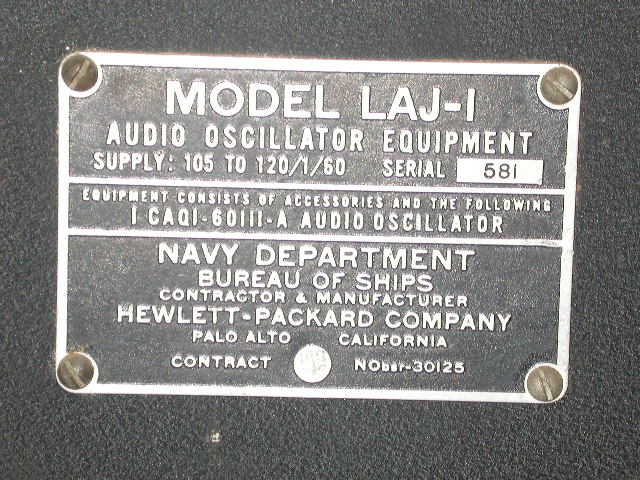 MODEL LAJ-1
AUDIO OSCILLATOR EQUIPMENT
SUPPLY: 105 TO 120/1/60 SERIAL 581
EQUIPMENT CONSISTS OF ACCESSORIES AND THE FOLLOWING
1 CAQI-60111-A AUDIO OSCILLATOR
NAVY DEPARTMENT
BUREAU OF SHIPS
CONTRACTOR & MANUFACTURER
HEWLETT-PACKARD COMPANY
PALO ALTO CALIFORNIA
CONTRACT NObsr-30125